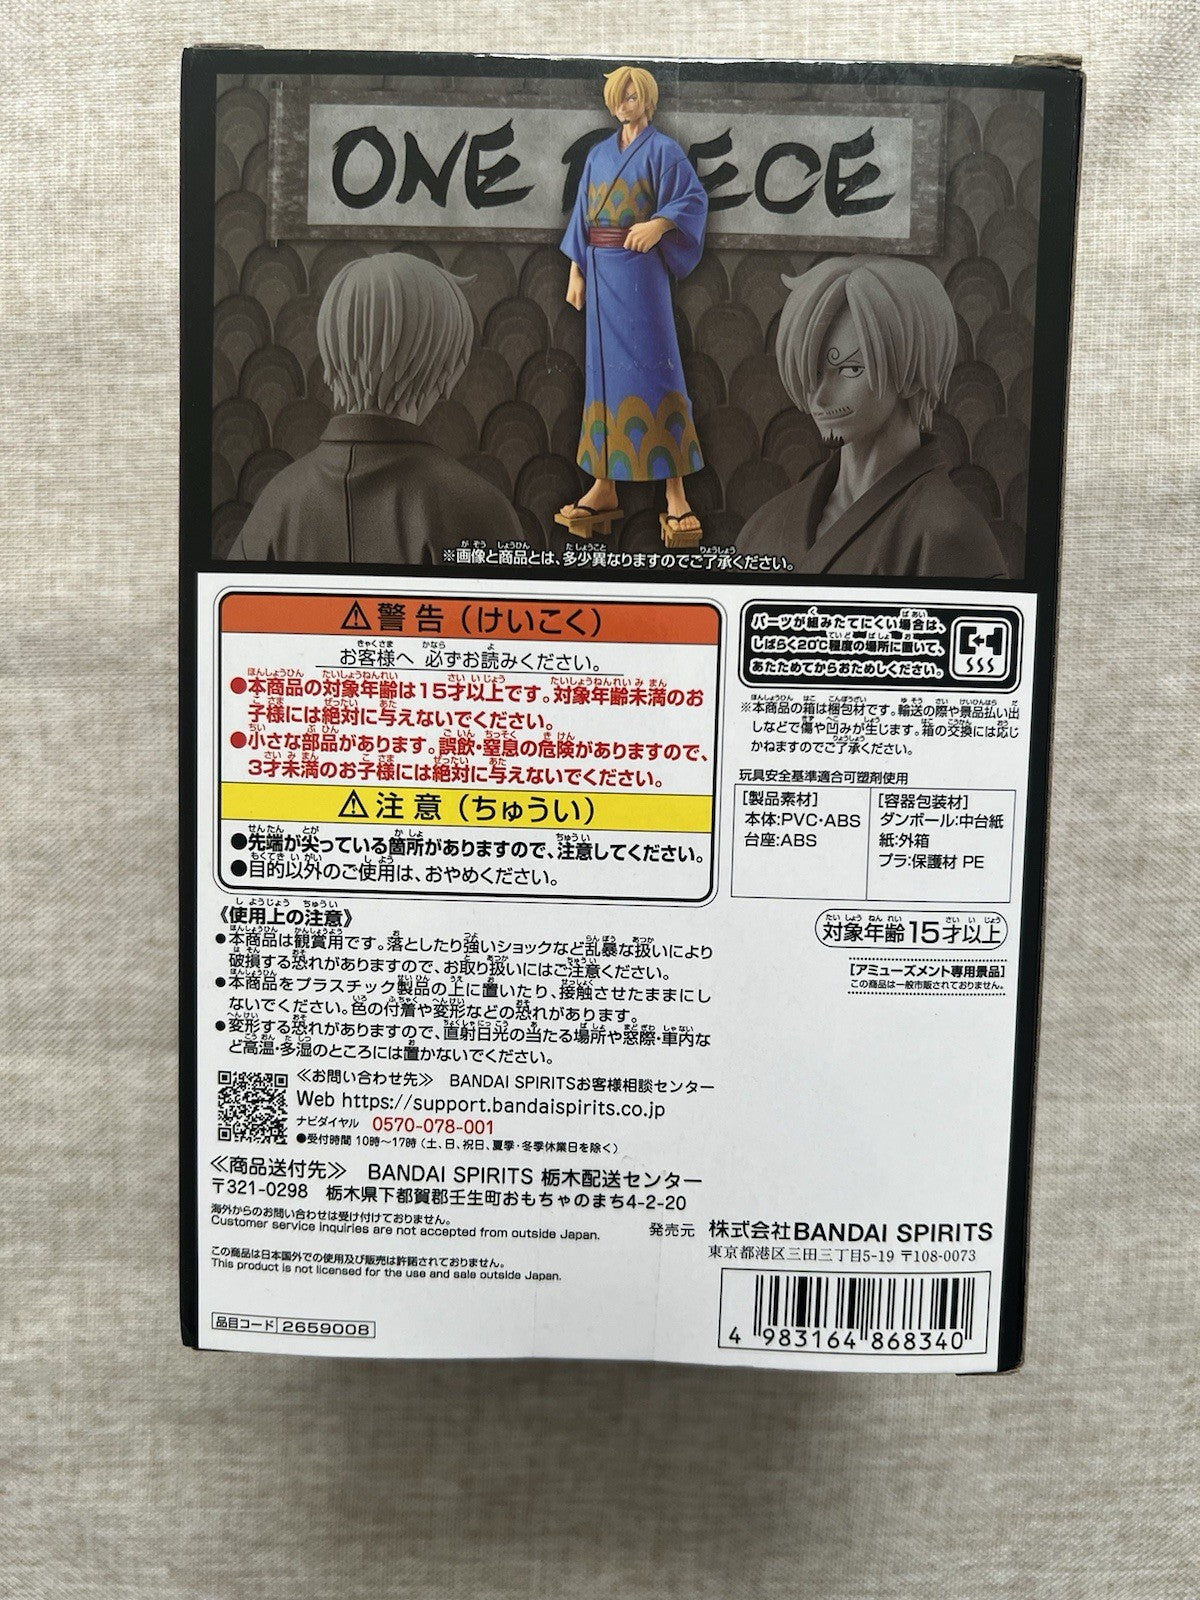 ONE PIECE
※画像と商品とは、多少異なりますのでご了承ください。
⚠警告（けいこく）
お客様へ 必ずお読みください。
●本商品の対象年齢は15才以上です。対象年齢未満のお
子様には絶対に与えないでください。
●小さな部品があります。誤飲・窒息の危険がありますので、
3才未満のお子様には絶対に与えないでください。
⚠注意（ちゅうい）
●先端が尖っている箇所がありますので、注意してください。
●目的以外のご使用は、おやめください。
パーツが組みたてにくい場合は、
しばらく20℃程度の場所に置いて、
あたためてからおためしください。
※本商品の箱は梱包材です。輸送の際や景品払い出
しなどで傷や凹みが生じます。箱の交換には応じ
かねますのでご了承ください。
玩具安全基準適合可塑剤使用
[製品素材]
本体:PVC・ABS
台座:ABS
[容器包装材]
ダンボール:中台紙
紙:外箱
プラ:保護材 PE
対象年齢15才以上
[アミューズメント専用景品]
この商品は一般市販されておりません。
《使用上の注意》
●本商品は観賞用です。落としたり強いショックなど乱暴な扱いにより
破損する恐れがありますので、お取り扱いにはご注意ください。
●本商品をプラスチック製品の上に置いたり、接触させたままにし
ないでください。色の付着や変形などの恐れがあります。
●変形する恐れがありますので、直射日光の当たる場所や窓際・車内な
ど高温・多湿のところには置かないでください。
≪お問い合わせ先≫ BANDAI SPIRITSお客様相談センター
Web https://support.bandaispirits.co.jp
ナビダイヤル 0570-078-001
●受付時間 10時～17時（土、日、祝日、夏季・冬季休業日を除く）
≪商品送付先≫ BANDAI SPIRITS 栃木配送センター
〒321-0298 栃木県下都賀郡壬生町おもちゃのまち4-2-20
海外からのお問い合わせは受け付けておりません。
Customer service inquiries are not accepted from outside Japan.
この商品は日本国外での使用及び販売は許諾されておりません。
This product is not licensed for the use and sale outside Japan.
発売元 株式会社BANDAI SPIRITS
東京都港区三田三丁目5-19 〒108-0073
品目コード 2659008
4 983164 868340